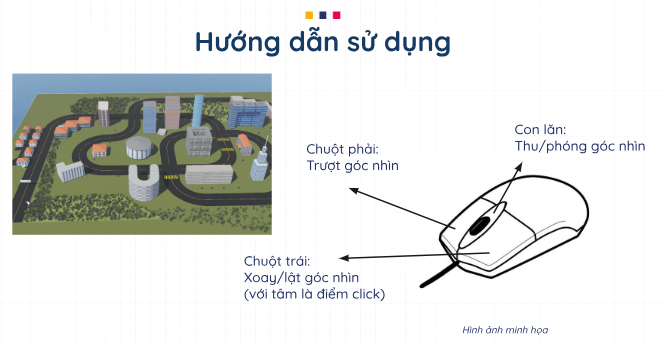 Hướng dẫn sử dụng
Con lăn:
Thu/phóng góc nhìn
Chuột phải:
Trượt góc nhìn
Chuột trái:
Xoay/lật góc nhìn
(với tâm là điểm click)
Hình ảnh minh họa